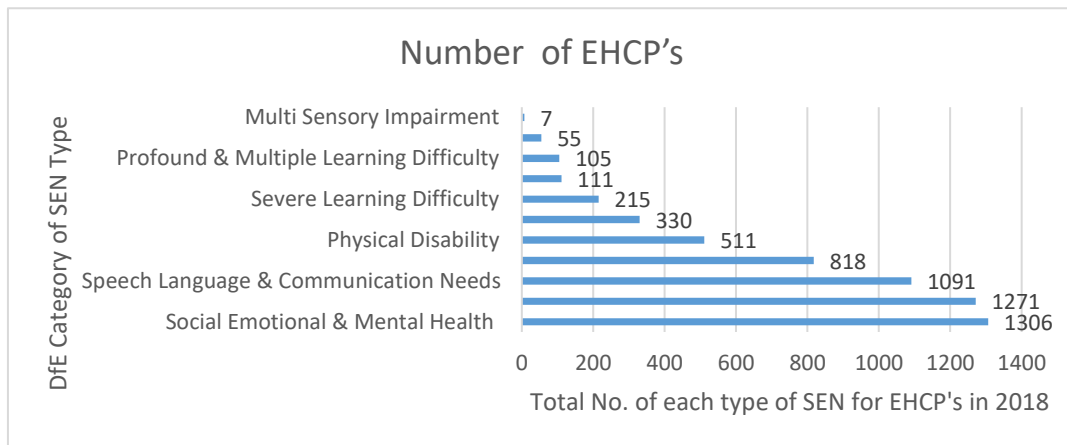 Number of EHCP's
DfE Category of SEN Type
Multi Sensory Impairment 7
55
Profound & Multiple Learning Difficulty 105
111
Severe Learning Difficulty 215
330
Physical Disability 511
818
Speech Language & Communication Needs 1091
1271
Social Emotional & Mental Health 1306
0 200 400 600 800 1000 1200 1400
Total No. of each type of SEN for EHCP's in 2018